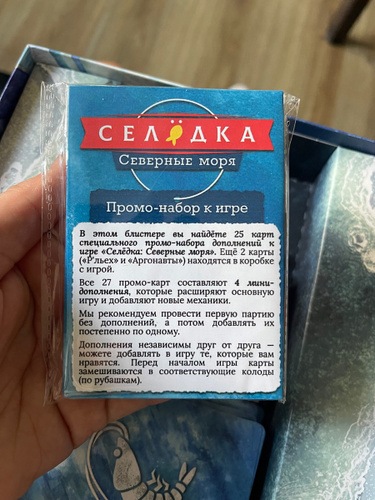 СЕЛЁДКА
Северные моря
Промо-набор к игре
В этом блистере вы найдёте 25 карт
специального промо-набора дополнений к
игре «Селёдка: Северные моря». Ещё 2 карты
(«Р’льех» и «Аргонавты») находятся в коробке
с игрой.
Все 27 промо-карт составляют 4 мини-
дополнения, которые расширяют основную
игру и добавляют новые механики.
Мы рекомендуем провести первую партию
без дополнений, а потом добавлять их
постепенно по одному.
Дополнения независимы друг от друга —
можете добавлять в игру те, которые вам
нравятся. Перед началом игры карты
замешиваются в соответствующие колоды
(по рубашкам).